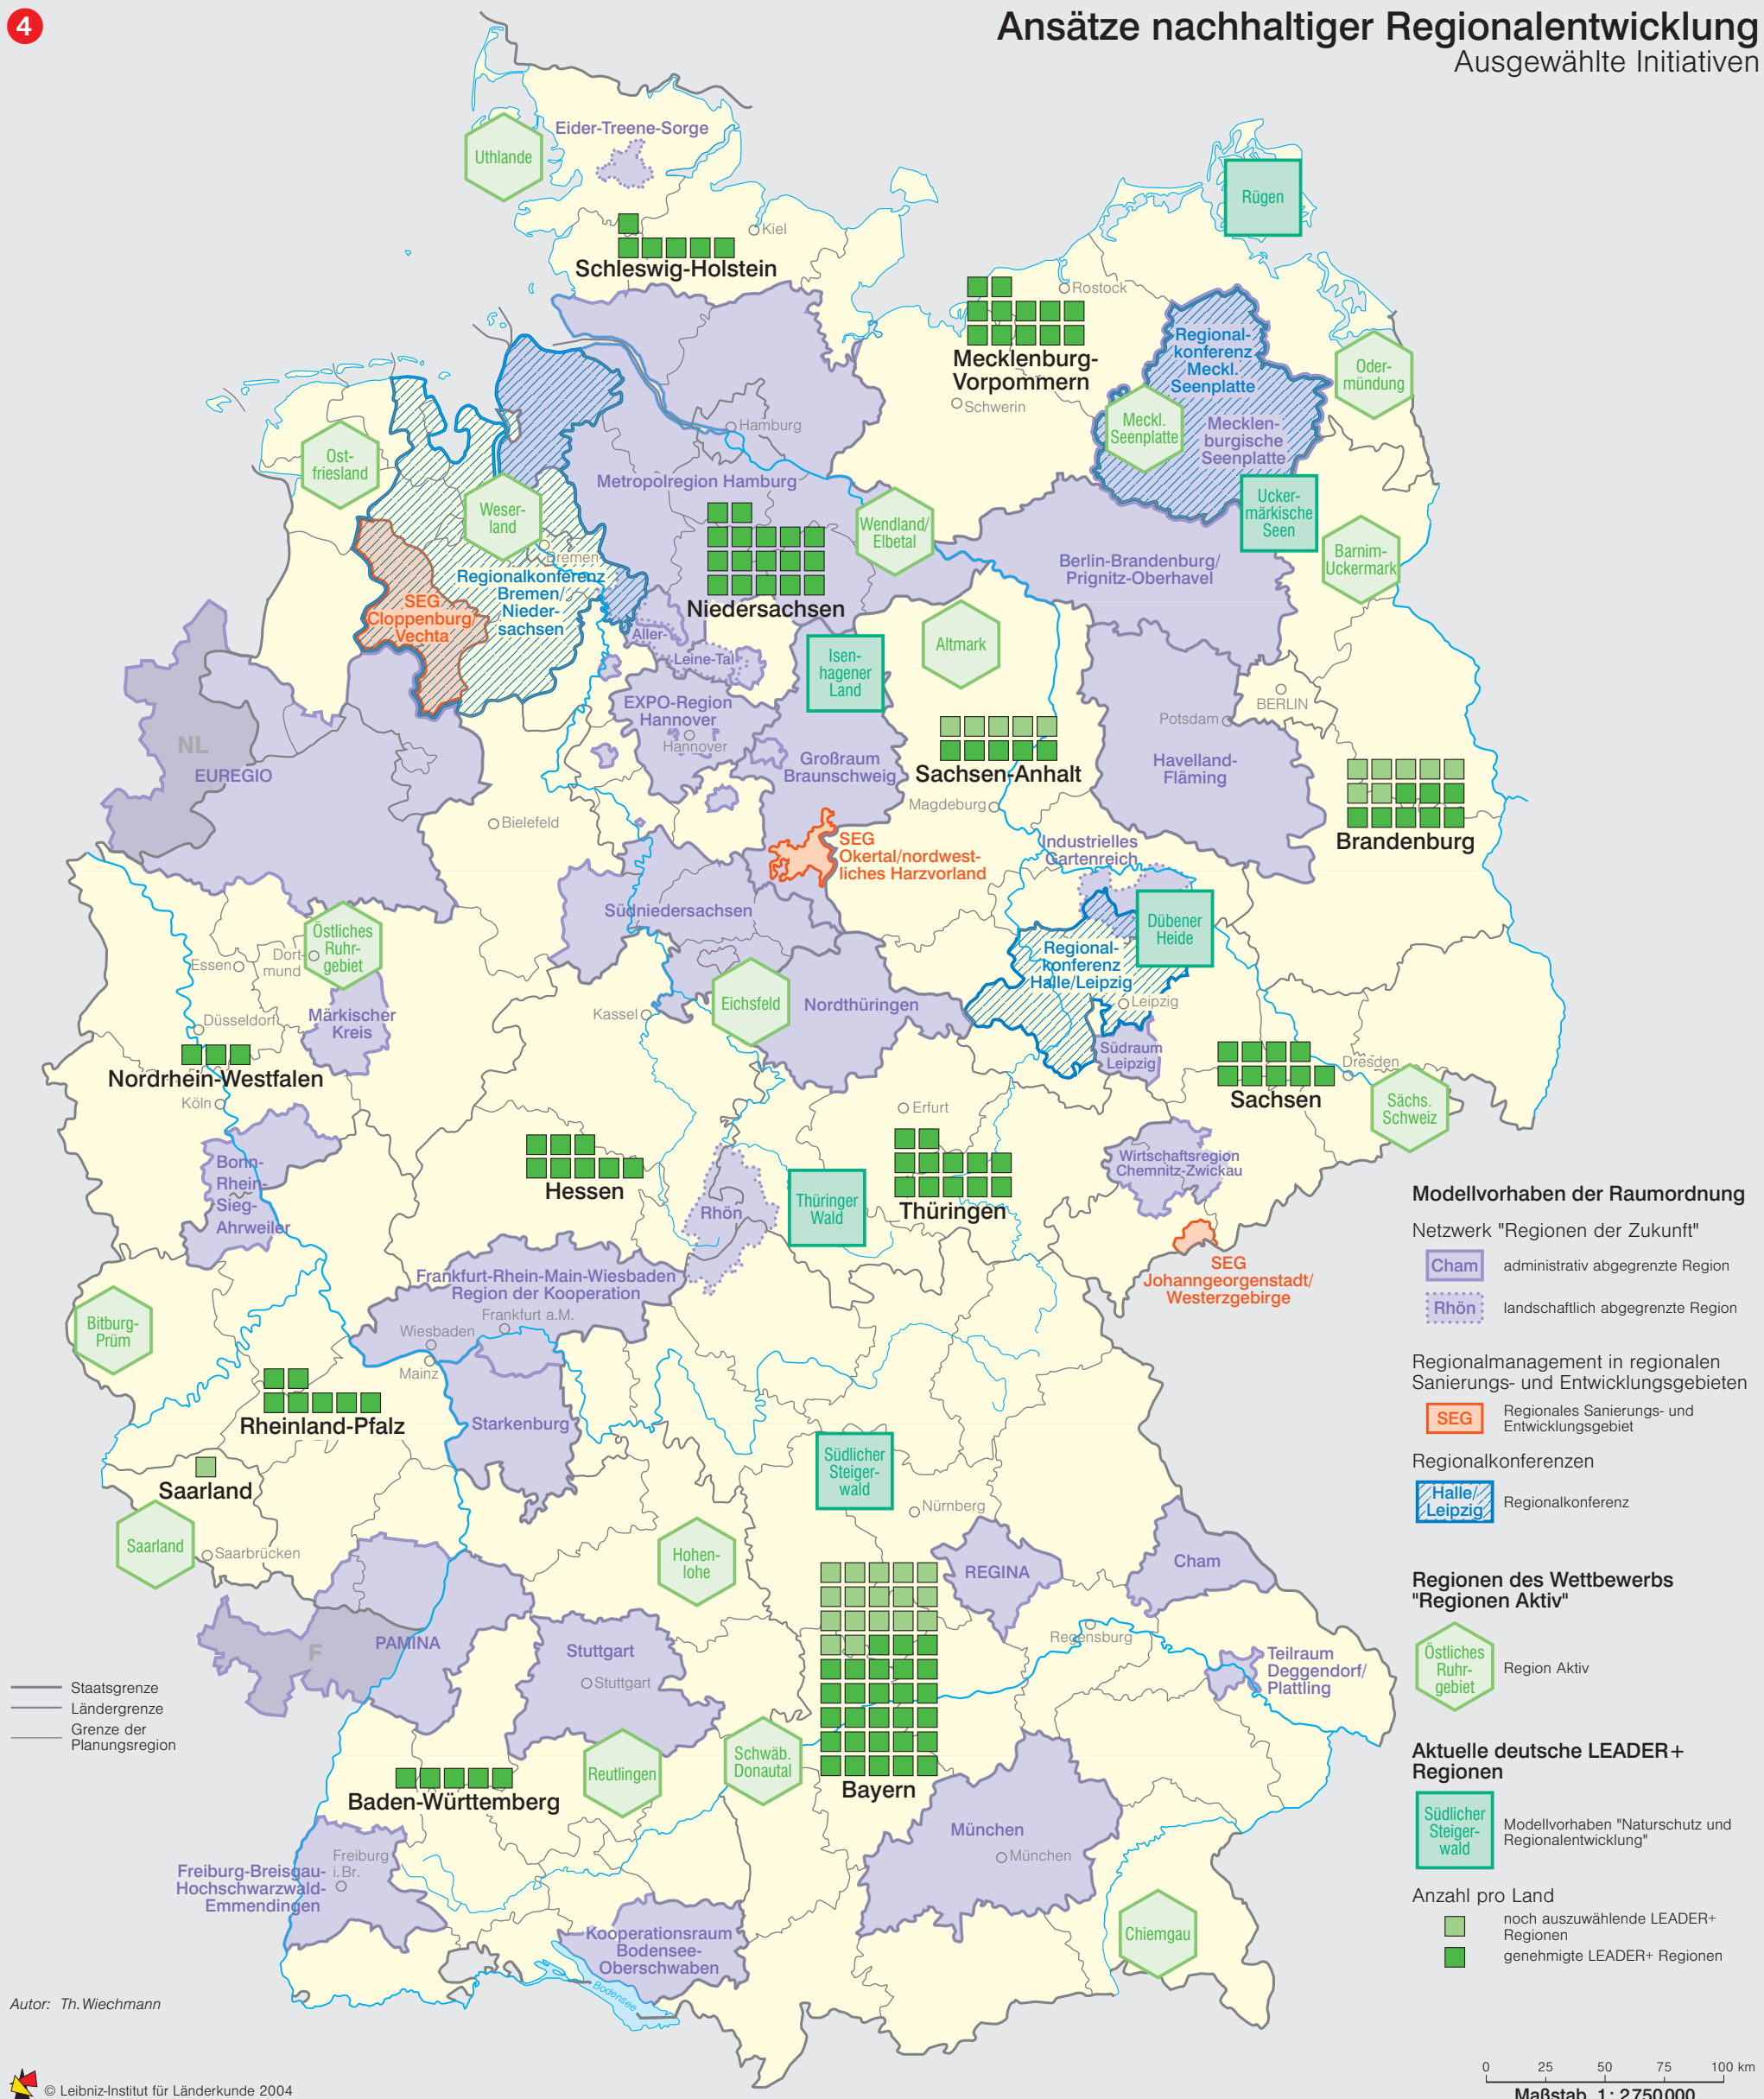 4
Ansätze nachhaltiger Regionalentwicklung
Ausgewählte Initiativen
Eider-Treene-Sorge
Uthlande
Rügen
Kiel
Schleswig-Holstein
Rostock
Mecklenburg-
Vorpommern
Schwerin
Regional-
konferenz
Meckl.
Seenplatte
Oder-
mündung
Meckl.
Seenplatte
Mecklen-
burgische
Seenplatte
Hamburg
Metropolregion Hamburg
Ost-
friesland
Weser-
land
Bremen
Wendland/
Elbetal
Ucker-
märkische
Seen
Barnim-
Uckermark
Berlin-Brandenburg/
Prignitz-Oberhavel
Niedersachsen
Regionalkonferenz
Bremen/
Nieder-
sachsen
SEG
Cloppenburg/
Vechta
Aller-
Leine-Tal
Isen-
hagener
Land
Altmark
BERLIN
Potsdam
EXPO-Region
Hannover
Hannover
NL
EUREGIO
Großraum
Braunschweig
Sachsen-Anhalt
Magdeburg
Havelland-
Fläming
Brandenburg
Bielefeld
SEG
Okertal/nordwest-
liches Harzvorland
Industrielles
Gartenreich
Südniedersachsen
Dübener
Heide
Östliches
Ruhr-
gebiet
Dort-
mund
Essen
Regional-
konferenz
Halle/Leipzig
Leipzig
Kassel
Eichsfeld
Nordthüringen
Märkischer
Kreis
Düsseldorf
Südraum
Leipzig
Nordrhein-Westfalen
Köln
Dresden
Sachsen
Sächs.
Schweiz
Erfurt
Hessen
Bonn-
Rhein-
Sieg-
Ahrweiler
Wirtschaftsregion
Chemnitz-Zwickau
Rhön
Thüringer
Wald
Thüringen
SEG
Johanngeorgenstadt/
Westerzgebirge
Frankfurt-Rhein-Main-Wiesbaden
Region der Kooperation
Frankfurt a.M.
Wiesbaden
Mainz
Bitburg-
Prüm
Rheinland-Pfalz
Starkenburg
Saarland
Saarland
Saarbrücken
Südlicher
Steiger-
wald
Nürnberg
Hohen-
lohe
REGINA
Cham
F
PAMINA
Stuttgart
Stuttgart
Regensburg
Teilraum
Deggendorf/
Plattling
Reutlingen
Schwäb.
Donautal
Bayern
Baden-Württemberg
München
München
Freiburg
i.Br.
Freiburg-Breisgau-
Hochschwarzwald-
Emmendingen
Kooperationsraum
Bodensee-
Oberschwaben
Bodensee
Chiemgau
Staatsgrenze
Ländergrenze
Grenze der
Planungsregion
Modellvorhaben der Raumordnung
Netzwerk "Regionen der Zukunft"
Cham
administrativ abgegrenzte Region
Rhön
landschaftlich abgegrenzte Region
Regionalmanagement in regionalen
Sanierungs- und Entwicklungsgebieten
SEG
Regionales Sanierungs- und
Entwicklungsgebiet
Regionalkonferenzen
Halle/
Leipzig
Regionalkonferenz
Regionen des Wettbewerbs
"Regionen Aktiv"
Östliches
Ruhr-
gebiet
Region Aktiv
Aktuelle deutsche LEADER+
Regionen
Südlicher
Steiger-
wald
Modellvorhaben "Naturschutz und
Regionalentwicklung"
Anzahl pro Land
noch auszuwählende LEADER+
Regionen
genehmigte LEADER+ Regionen
Autor: Th.Wiechmann
© Leibniz-Institut für Länderkunde 2004
0 25 50 75 100 km
Maßstab 1 : 2750000